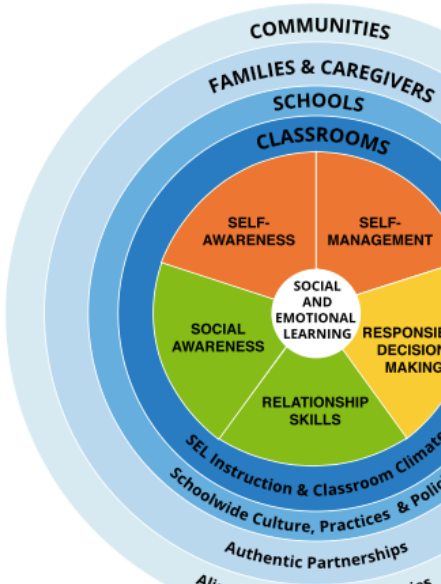 COMMUNITIES
FAMILIES & CAREGIVERS
SCHOOLS
CLASSROOMS
SELF-
AWARENESS
SELF-
MANAGEMENT
SOCIAL
AND
EMOTIONAL
LEARNING
SOCIAL
AWARENESS
MAKING
RELATIONSHIP
SKILLS
SEL Instruction & Classroom Climate
Schoolwide Culture, Practices &
Authentic Partnerships